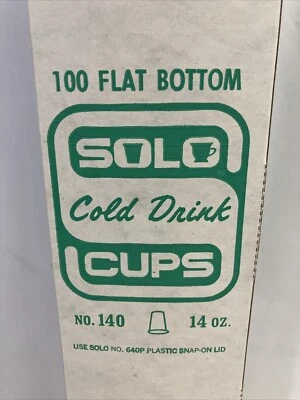 100 FLAT BOTTOM
SOLO
Cold Drink
CUPS
NO. 140 14 OZ.
USE SOLO NO. 640P PLASTIC SNAP-ON LID